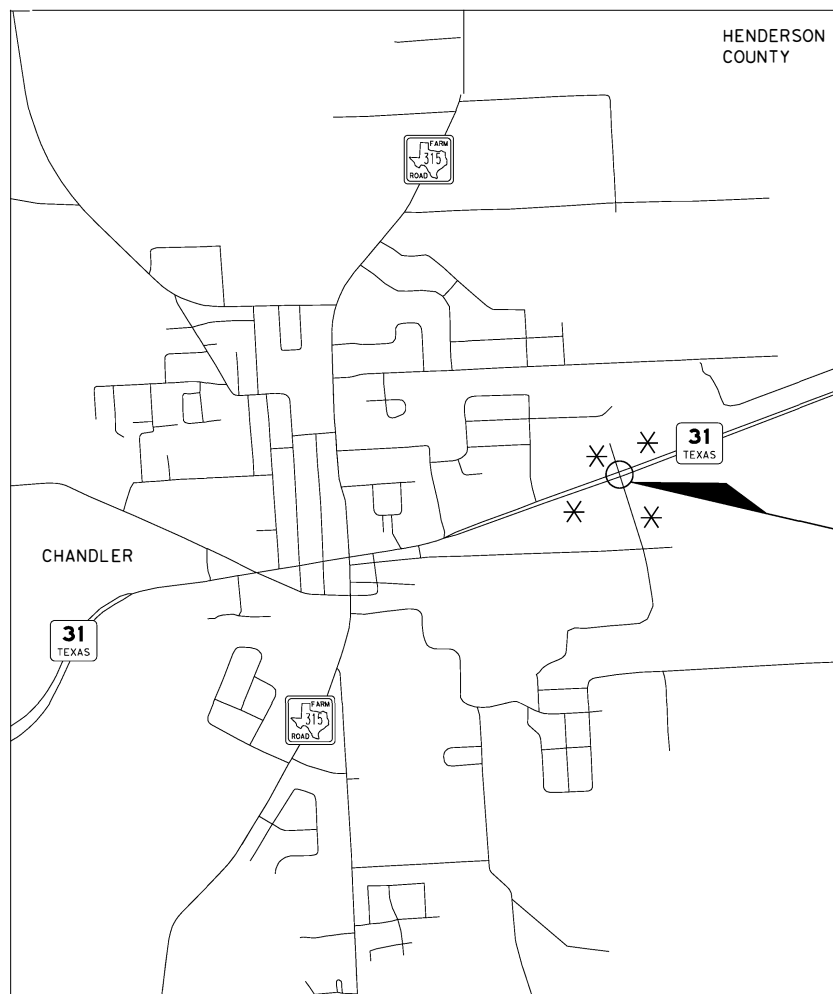 HENDERSON
COUNTY
FARM
315
ROAD
31
TEXAS
CHANDLER
31
TEXAS
FARM
315
ROAD